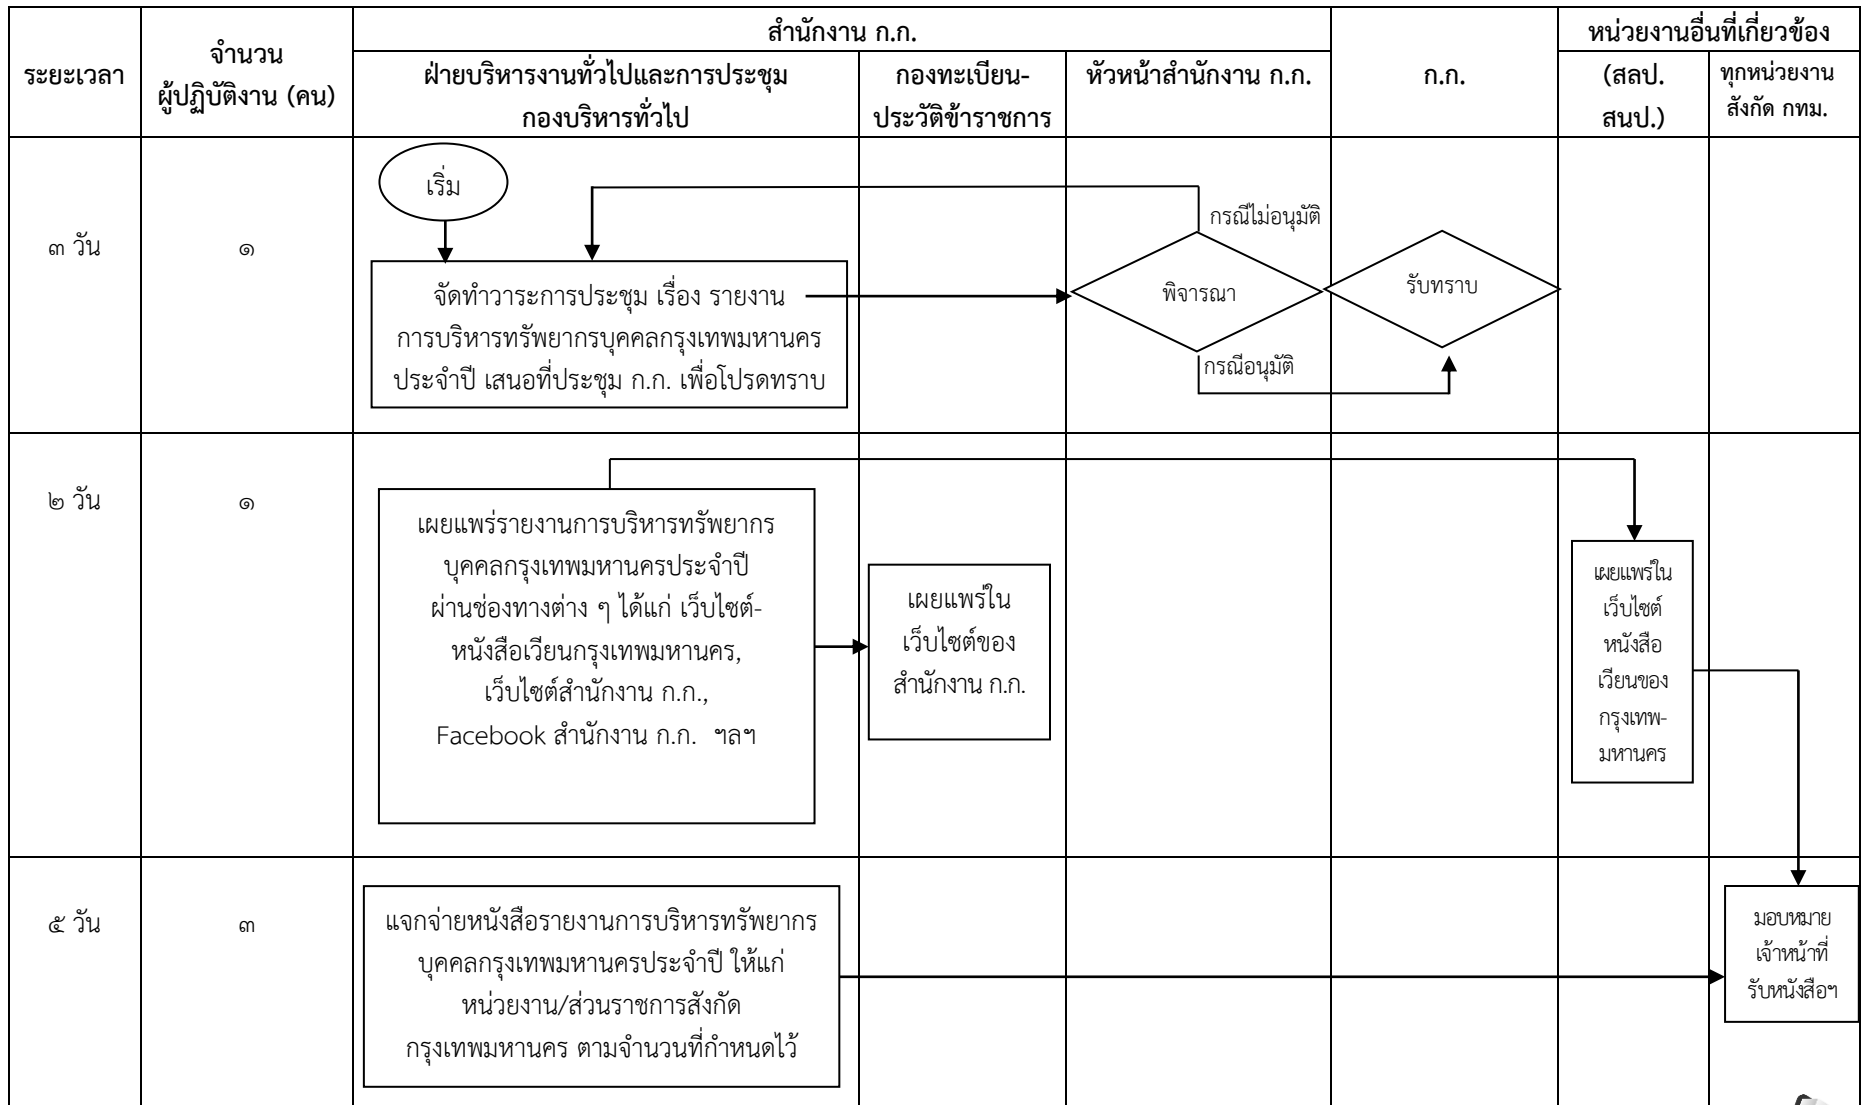 ระยะเวลา
จำนวน
ผู้ปฏิบัติงาน (คน)
สำนักงาน ก.ก.
ฝ่ายบริหารงานทั่วไปและการประชุม
กองบริหารทั่วไป
กองทะเบียน-
ประวัติข้าราชการ
หัวหน้าสำนักงาน ก.ก.
ก.ก.
หน่วยงานอื่นที่เกี่ยวข้อง
(สลป.
สนป.)
ทุกหน่วยงาน
สังกัด กทม.
๓ วัน
๑
เริ่ม
จัดทำวาระการประชุม เรื่อง รายงาน
การบริหารทรัพยากรบุคคลกรุงเทพมหานคร
ประจำปี เสนอที่ประชุม ก.ก. เพื่อโปรดทราบ
กรณีไม่อนุมัติ
พิจารณา
กรณีอนุมัติ
รับทราบ
๒ วัน
๑
เผยแพร่รายงานการบริหารทรัพยากร
บุคคลกรุงเทพมหานครประจำปี
ผ่านช่องทางต่าง ๆ ได้แก่ เว็บไซต์-
หนังสือเวียนกรุงเทพมหานคร,
เว็บไซต์สำนักงาน ก.ก.,
Facebook สำนักงาน ก.ก. ฯลฯ
เผยแพร่ใน
เว็บไซต์ของ
สำนักงาน ก.ก.
เผยแพร่ใน
เว็บไซต์
หนังสือ
เวียนของ
กรุงเทพ-
มหานคร
๕ วัน
๓
แจกจ่ายหนังสือรายงานการบริหารทรัพยากร
บุคคลกรุงเทพมหานครประจำปี ให้แก่
หน่วยงาน/ส่วนราชการสังกัด
กรุงเทพมหานคร ตามจำนวนที่กำหนดไว้
มอบหมาย
เจ้าหน้าที่
รับหนังสือฯ